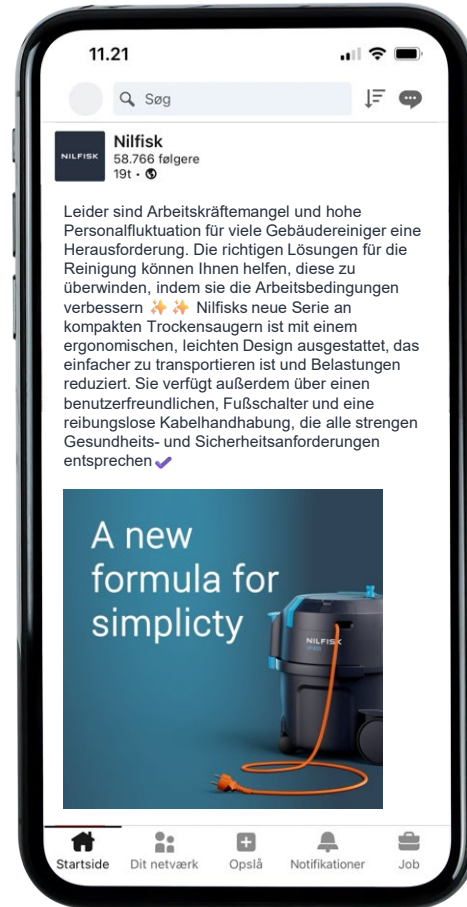 11.21
Søg
NILFISK
Nilfisk
58.766 følgere
19t •
Leider sind Arbeitskräftemangel und hohe
Personalfluktuation für viele Gebäudereiniger eine
Herausforderung. Die richtigen Lösungen für die
Reinigung können Ihnen helfen, diese zu
überwinden, indem sie die Arbeitsbedingungen
verbessern ✨ ✨ Nilfisks neue Serie an
kompakten Trockensaugern ist mit einem
ergonomischen, leichten Design ausgestattet, das
einfacher zu transportieren ist und Belastungen
reduziert. Sie verfügt außerdem über einen
benutzerfreundlichen, Fußschalter und eine
reibungslose Kabelhandhabung, die alle strengen
Gesundheits- und Sicherheitsanforderungen
entsprechen ✔
A new
formula for
simplicty
NILFISK
Startside
Dit netværk
Opslå
Notifikationer
Job